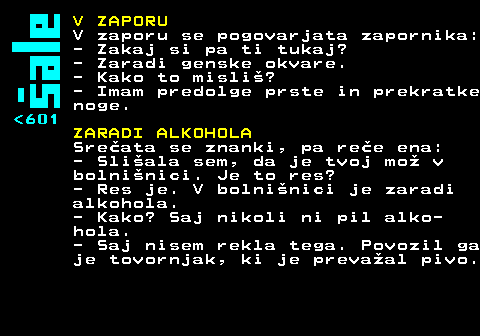 šale
<601
V ZAPORU
V zaporu se pogovarjata zapornika:
- Zakaj si pa ti tukaj?
- Zaradi genske okvare.
- Kako to misliš?
- Imam predolge prste in prekratke
noge.
ZARADI ALKOHOLA
Srečata se znanki, pa reče ena:
- Slišala sem, da je tvoj mož v
bolnišnici. Je to res?
- Res je. V bolnišnici je zaradi
alkohola.
- Kako? Saj nikoli ni pil alko-
hola.
- Saj nisem rekla tega. Povozil ga
je tovornjak, ki je prevažal pivo.